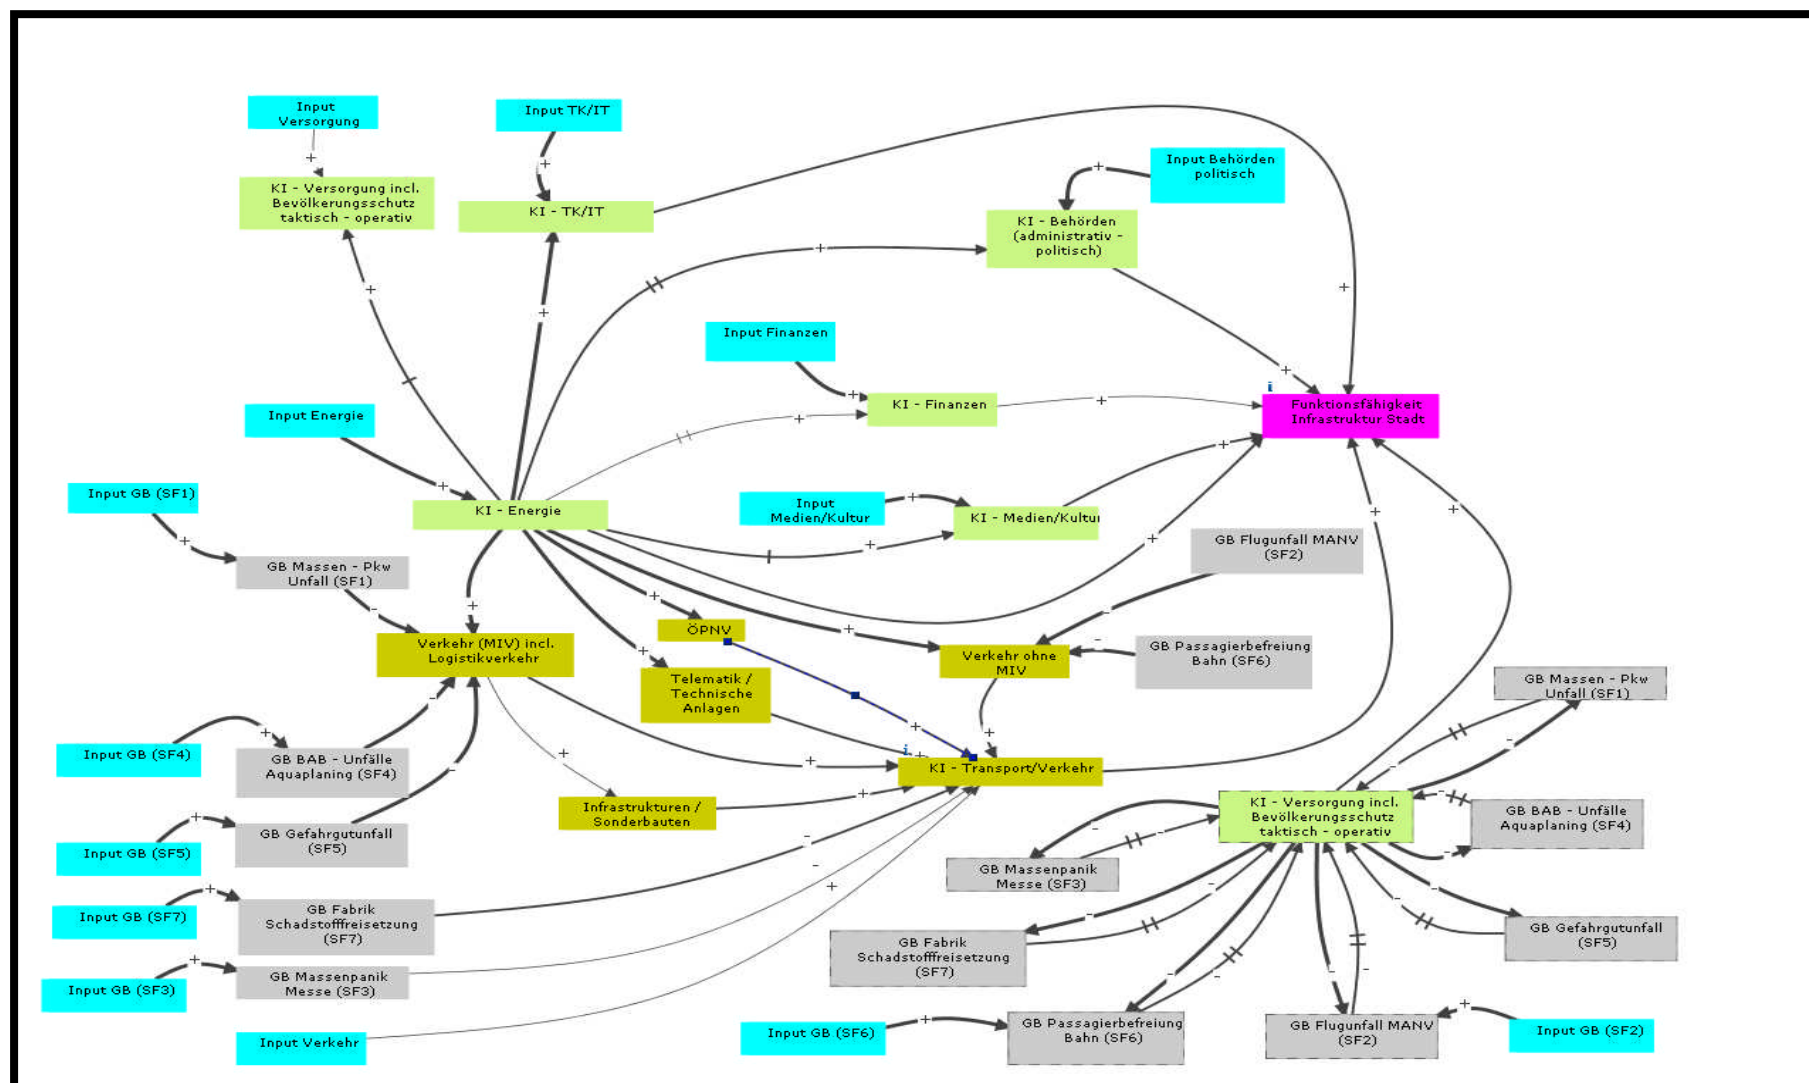 Input
Versorgung
Input TK/IT
Input Behörden
politisch
KI - Versorgung incl.
Bevölkerungsschutz
taktisch - operativ
KI - TK/IT
KI - Behörden
(administrativ -
politisch)
Input Finanzen
KI - Finanzen
Funktionsfähigkeit
Infrastruktur Stadt
Input Energie
Input GB (SF1)
KI - Energie
Input
Medien/Kultur
KI - Medien/Kultur
GB Flugunfall MANV
(SF2)
GB Massen - Pkw
Unfall (SF1)
ÖPNV
Verkehr (MIV) incl.
Logistikverkehr
Verkehr ohne
MIV
GB Passagierbefreiung
Bahn (SF6)
Telematik /
Technische
Anlagen
GB Massen - Pkw
Unfall (SF1)
Input GB (SF4)
GB BAB - Unfälle
Aquaplaning (SF4)
KI - Transport/Verkehr
Infrastrukturen /
Sonderbauten
KI - Versorgung incl.
Bevölkerungsschutz
taktisch - operativ
GB BAB - Unfälle
Aquaplaning (SF4)
Input GB (SF5)
GB Gefahrgutunfall
(SF5)
GB Massenpanik
Messe (SF3)
Input GB (SF7)
GB Fabrik
Schadstofffreisetzung
(SF7)
GB Fabrik
Schadstofffreisetzung
(SF7)
GB Gefahrgutunfall
(SF5)
Input GB (SF3)
GB Massenpanik
Messe (SF3)
Input Verkehr
Input GB (SF6)
GB Passagierbefreiung
Bahn (SF6)
GB Flugunfall MANV
(SF2)
Input GB (SF2)